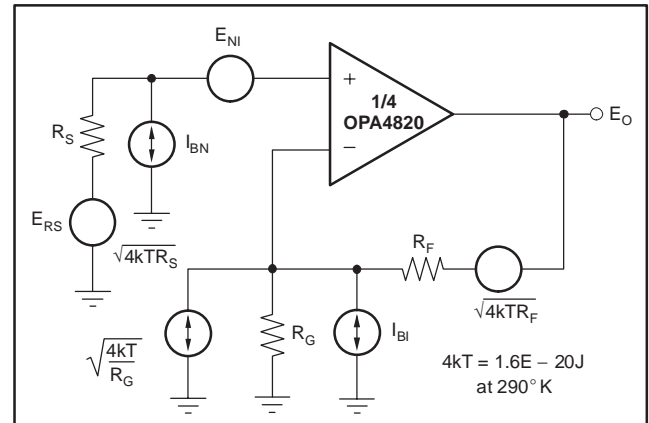 E_NI
+
1/4
OPA4820
−
E_O
R_S
I_BN
E_RS
√4kTR_S
R_F
√4kTR_F
√4kT/R_G
R_G
I_BI
4kT = 1.6E − 20J
at 290° K